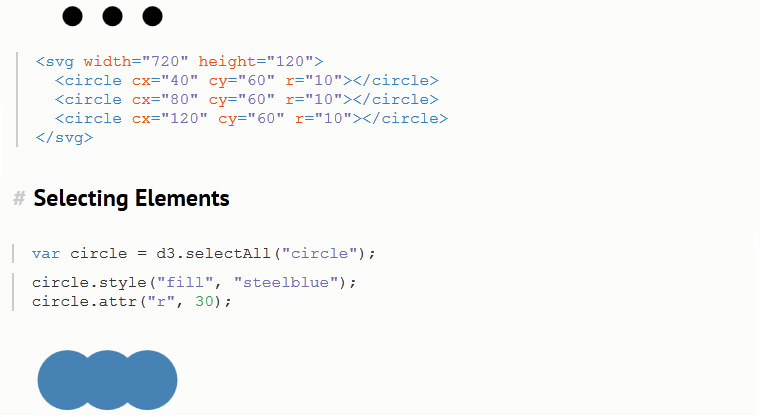 <svg width="720" height="120">
  <circle cx="40" cy="60" r="10"></circle>
  <circle cx="80" cy="60" r="10"></circle>
  <circle cx="120" cy="60" r="10"></circle>
</svg>
# Selecting Elements
var circle = d3.selectAll("circle");
circle.style("fill", "steelblue");
circle.attr("r", 30);